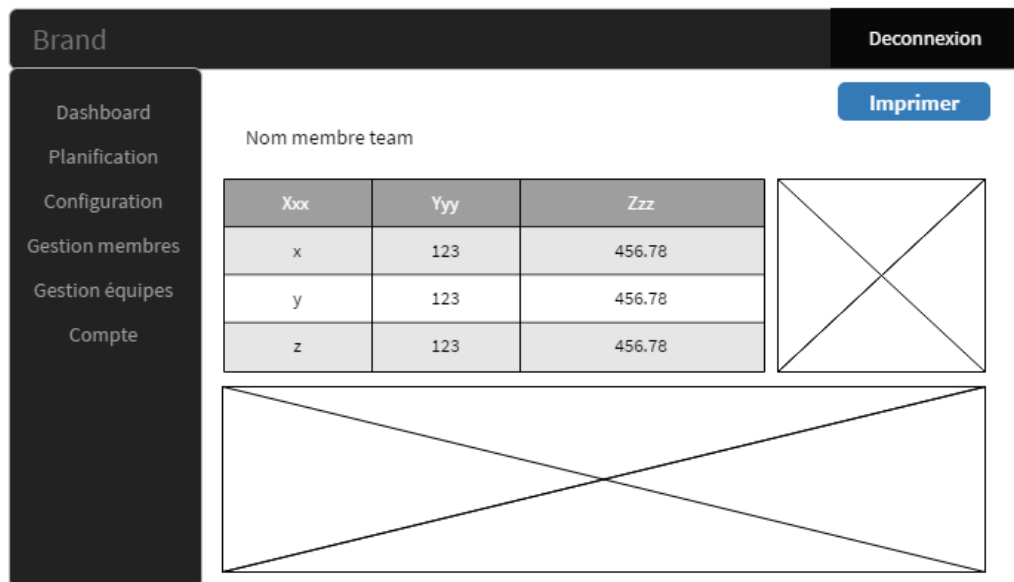 Brand
Deconnexion
Dashboard
Planification
Configuration
Gestion membres
Gestion équipes
Compte
Imprimer
Nom membre team
Xxx Yyy Zzz
x 123 456.78
y 123 456.78
z 123 456.78